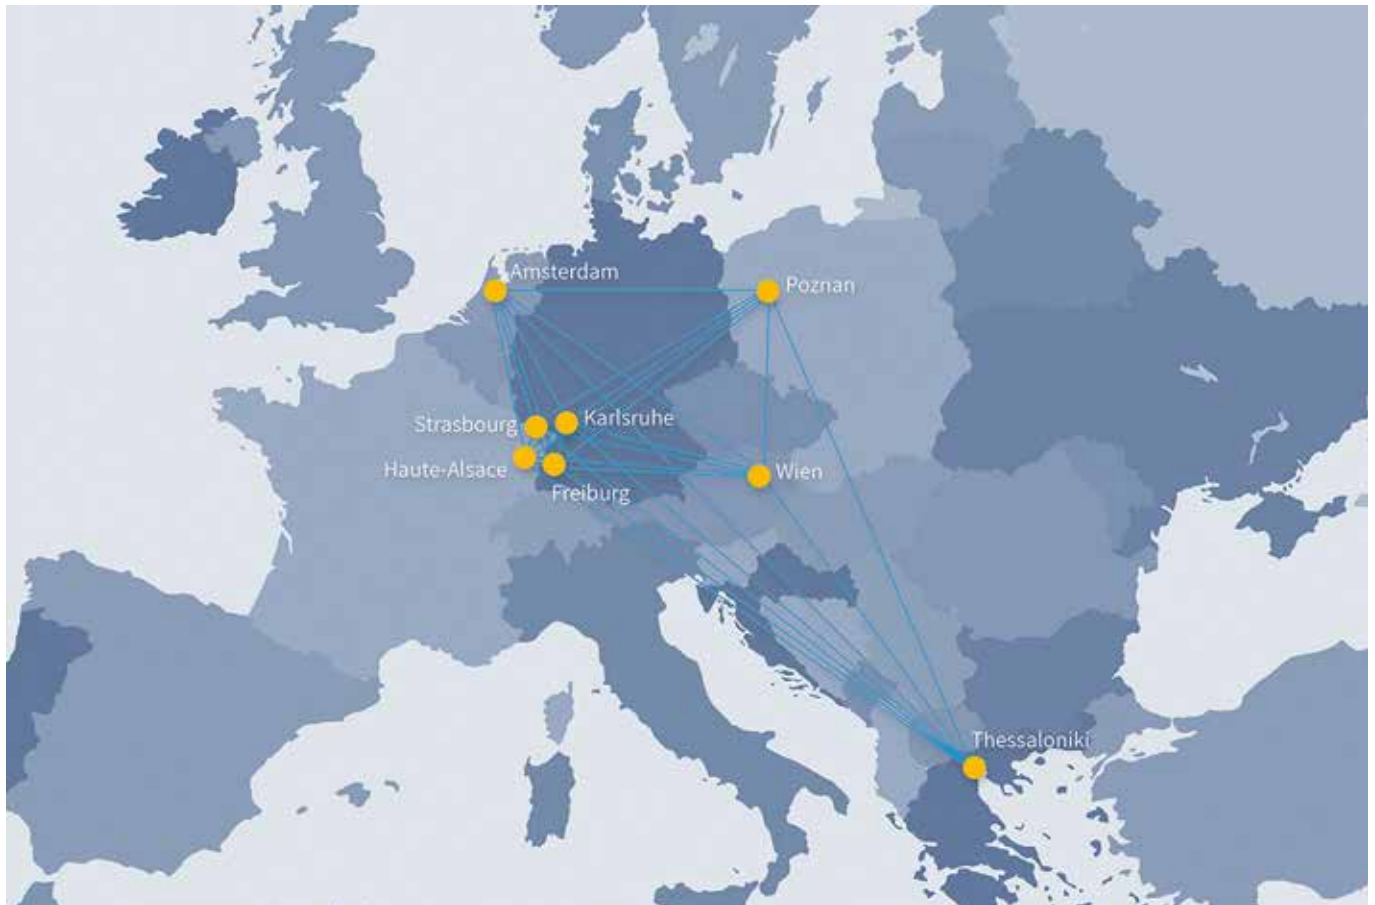 Amsterdam
Poznan
Strasbourg
Karlsruhe
Haute-Alsace
Wien
Freiburg
Thessaloniki